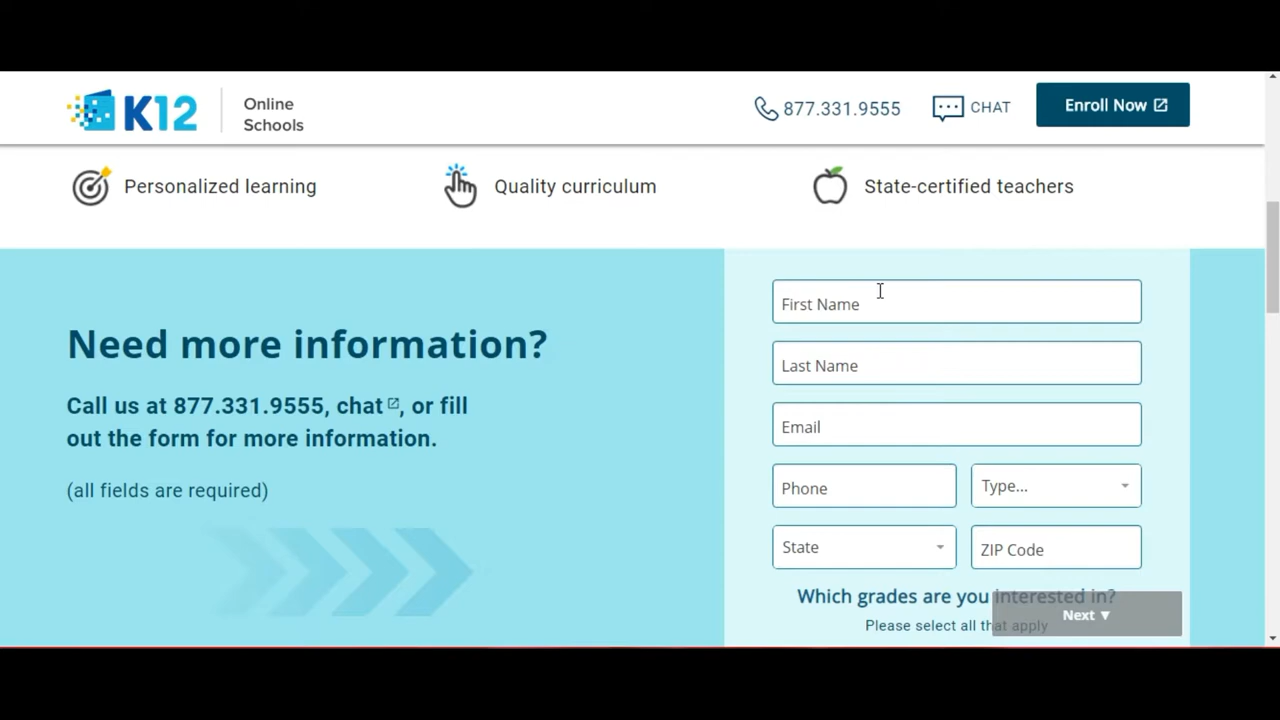 K12
Online
Schools
877.331.9555
CHAT
Enroll Now
Personalized learning
Quality curriculum
State-certified teachers
Need more information?
Call us at 877.331.9555, chat, or fill
out the form for more information.
(all fields are required)
First Name
Last Name
Email
Phone
Type...
State
ZIP Code
Which grades are you interested in?
Please select all that apply
Next ▼